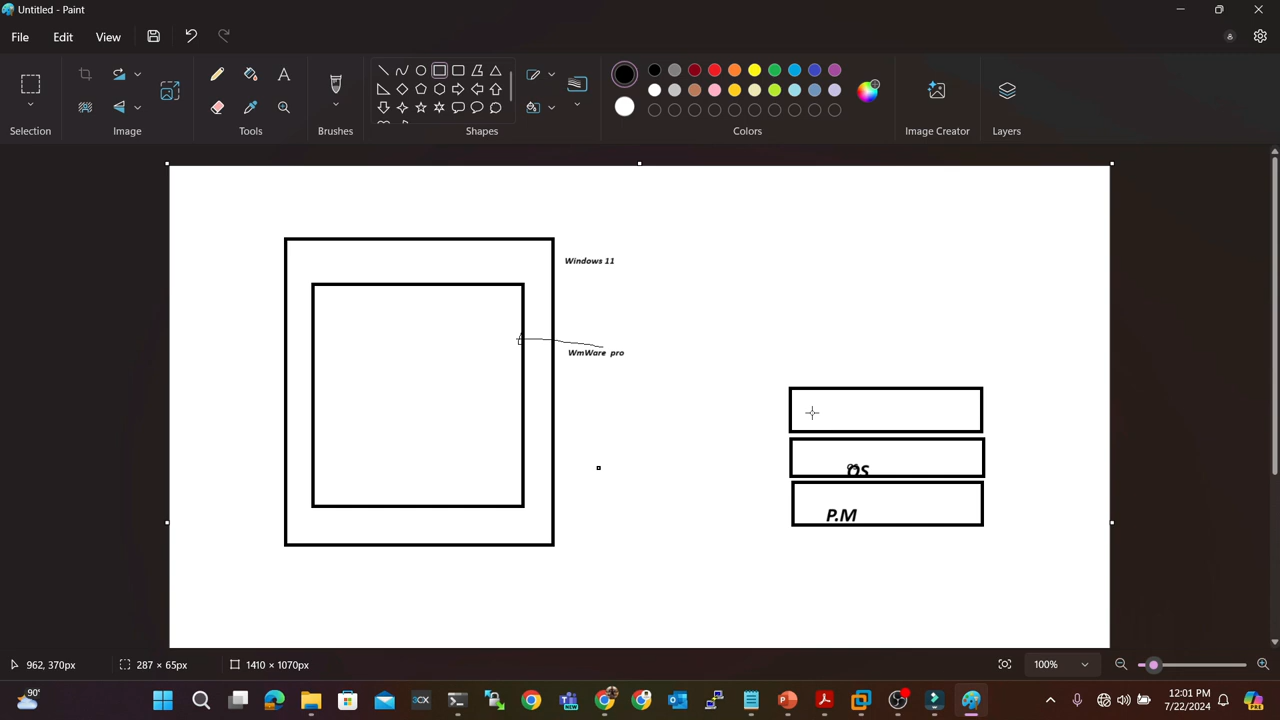 Untitled - Paint
File
Edit
View
Selection
Image
Tools
Brushes
Shapes
Colors
Image Creator
Layers
Windows 11
WmWare pro
OS
P.M
962, 370px
287 × 65px
1410 × 1070px
100%
90°
NEW
12:01 PM
7/22/2024